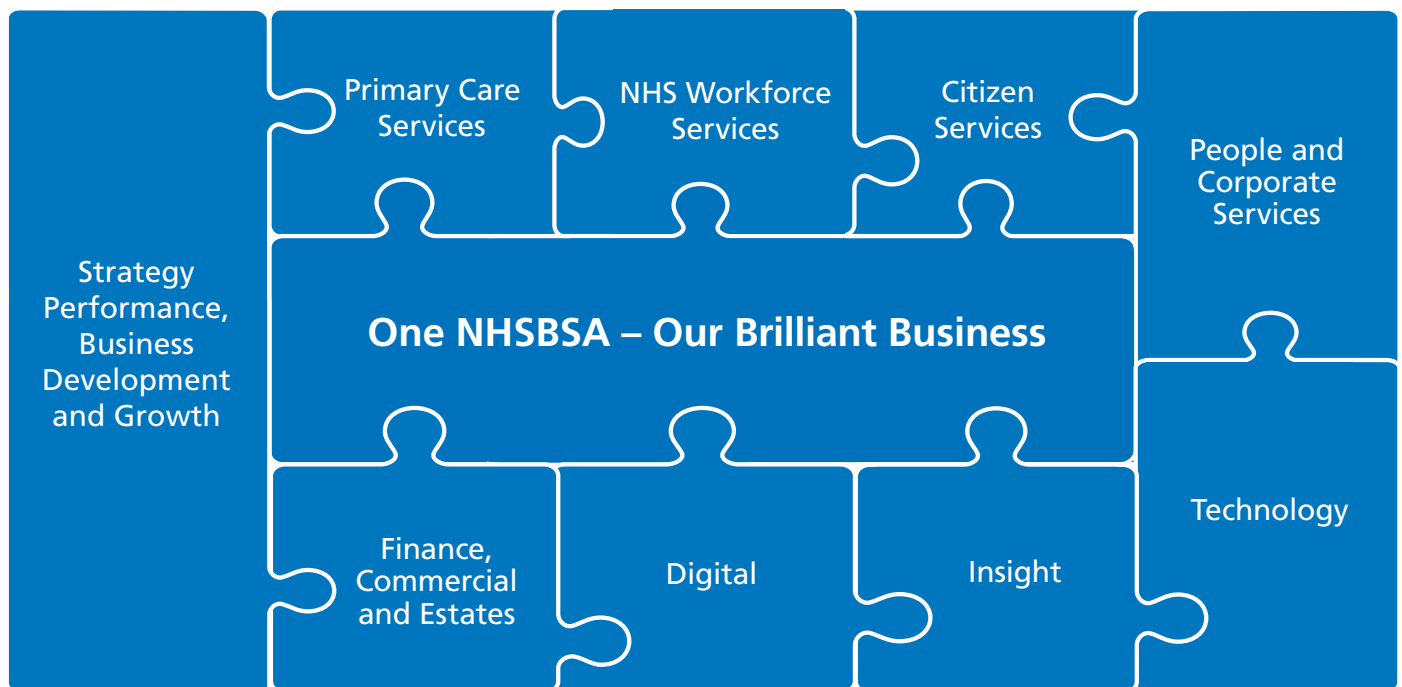 Strategy
Performance,
Business
Development
and Growth
Primary Care
Services
NHS Workforce
Services
Citizen
Services
People and
Corporate
Services
One NHSBSA – Our Brilliant Business
Finance,
Commercial
and Estates
Digital
Insight
Technology